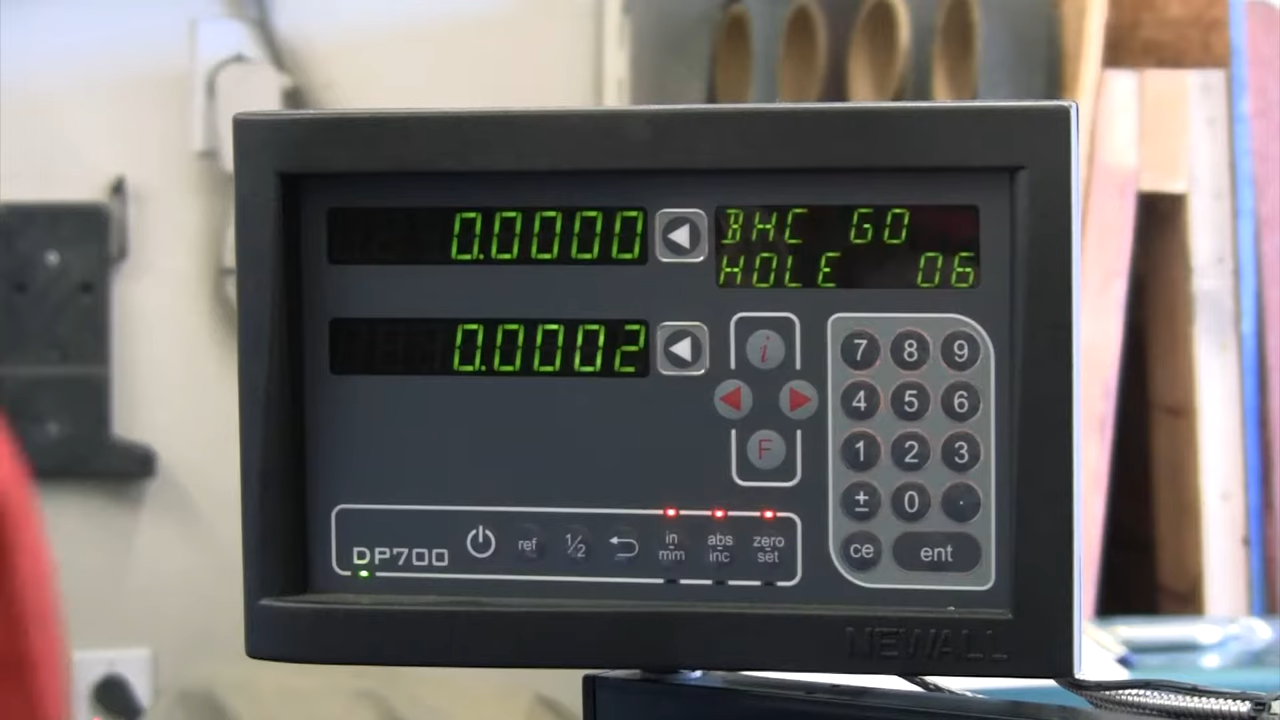 0.0000
BHC GO
HOLE 06
0.0002
i
F
7 8 9
4 5 6
1 2 3
± 0 .
ce ent
DP700
ref
1/2
in
mm
abs
inc
zero
set
NEWALL